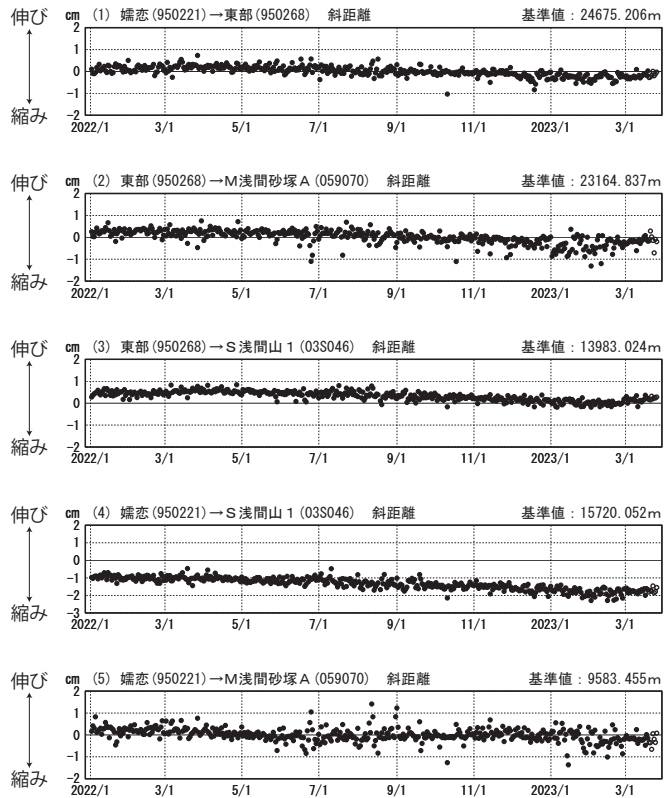 伸び cm (1) 嬬恋(950221)→東部(950268) 斜距離 基準値：24675.206m
2
1
0
-1
縮み -2
2022/1 3/1 5/1 7/1 9/1 11/1 2023/1 3/1
伸び cm (2) 東部(950268)→M浅間砂塚A(059070) 斜距離 基準値：23164.837m
2
1
0
-1
縮み -2
2022/1 3/1 5/1 7/1 9/1 11/1 2023/1 3/1
伸び cm (3) 東部(950268)→S浅間山1(03S046) 斜距離 基準値：13983.024m
2
1
0
-1
縮み -2
2022/1 3/1 5/1 7/1 9/1 11/1 2023/1 3/1
伸び cm (4) 嬬恋(950221)→S浅間山1(03S046) 斜距離 基準値：15720.052m
2
1
0
-1
-2
縮み -3
2022/1 3/1 5/1 7/1 9/1 11/1 2023/1 3/1
伸び cm (5) 嬬恋(950221)→M浅間砂塚A(059070) 斜距離 基準値：9583.455m
2
1
0
-1
縮み -2
2022/1 3/1 5/1 7/1 9/1 11/1 2023/1 3/1